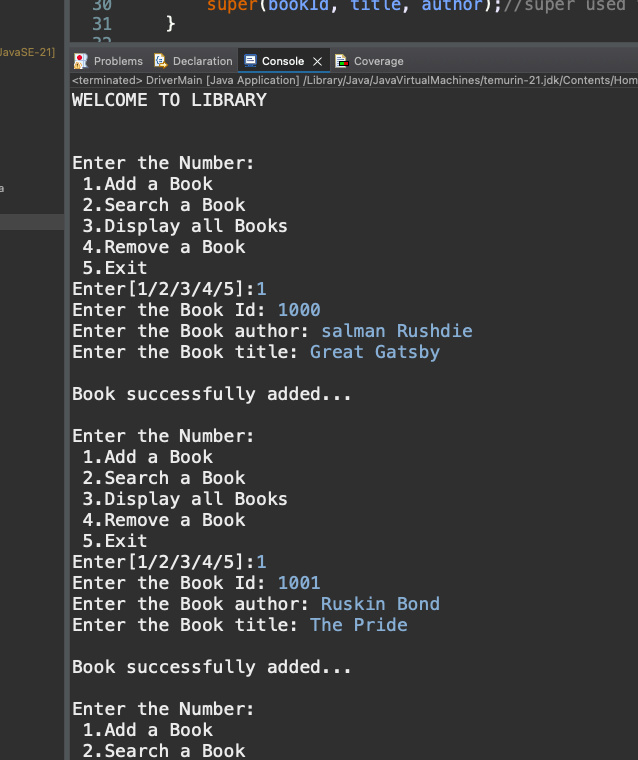 30 super(bookId, title, author);//super used
31 }
32
JavaSE-21]
Problems Declaration Console Coverage
<terminated> DriverMain [Java Application] /Library/Java/JavaVirtualMachines/temurin-21.jdk/Contents/Hom
WELCOME TO LIBRARY
Enter the Number:
1.Add a Book
2.Search a Book
3.Display all Books
4.Remove a Book
5.Exit
Enter[1/2/3/4/5]:1
Enter the Book Id: 1000
Enter the Book author: salman Rushdie
Enter the Book title: Great Gatsby
Book successfully added...
Enter the Number:
1.Add a Book
2.Search a Book
3.Display all Books
4.Remove a Book
5.Exit
Enter[1/2/3/4/5]:1
Enter the Book Id: 1001
Enter the Book author: Ruskin Bond
Enter the Book title: The Pride
Book successfully added...
Enter the Number:
1.Add a Book
2.Search a Book